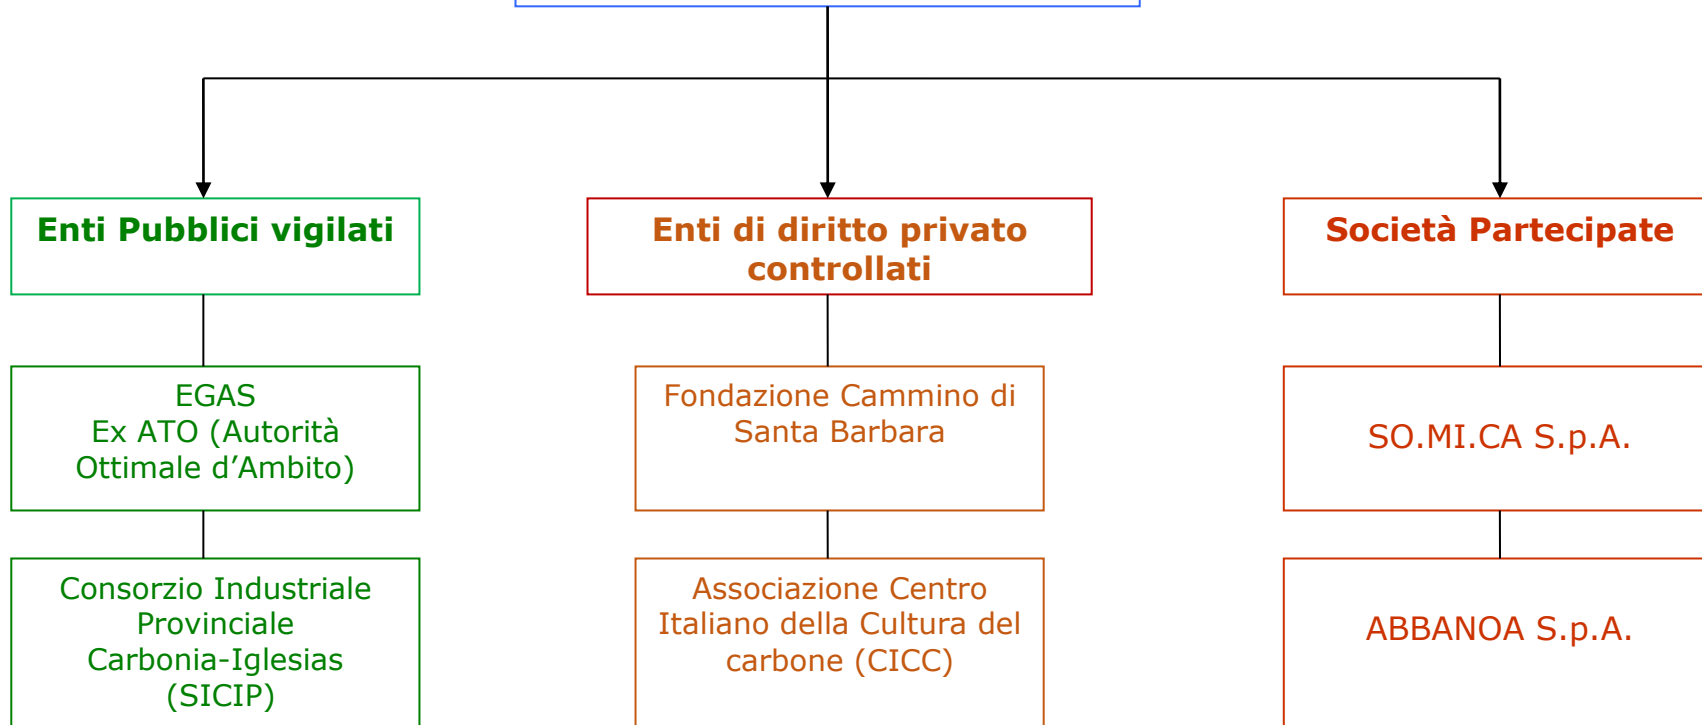 Enti Pubblici vigilati
Enti di diritto privato
controllati
Società Partecipate
EGAS
Ex ATO (Autorità
Ottimale d’Ambito)
Fondazione Cammino di
Santa Barbara
SO.MI.CA S.p.A.
Consorzio Industriale
Provinciale
Carbonia-Iglesias
(SICIP)
Associazione Centro
Italiano della Cultura del
carbone (CICC)
ABBANOA S.p.A.